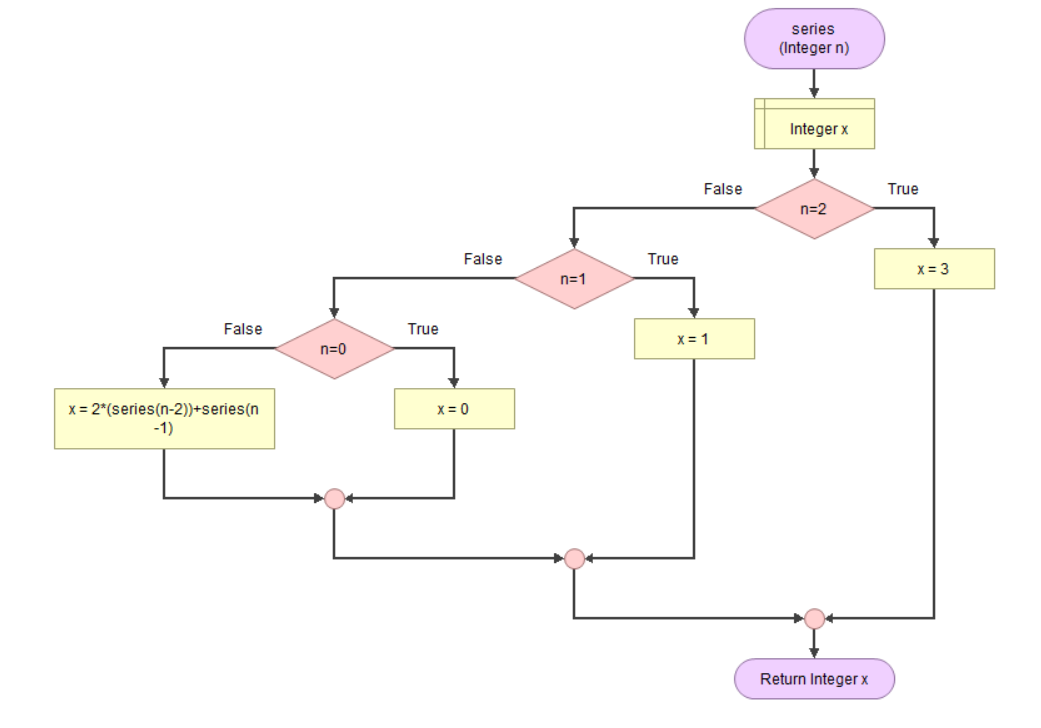 series
(Integer n)
Integer x
False
True
n=2
False
True
x = 3
n=1
False
True
x = 1
n=0
x = 2*(series(n-2))+series(n
-1)
x = 0
Return Integer x